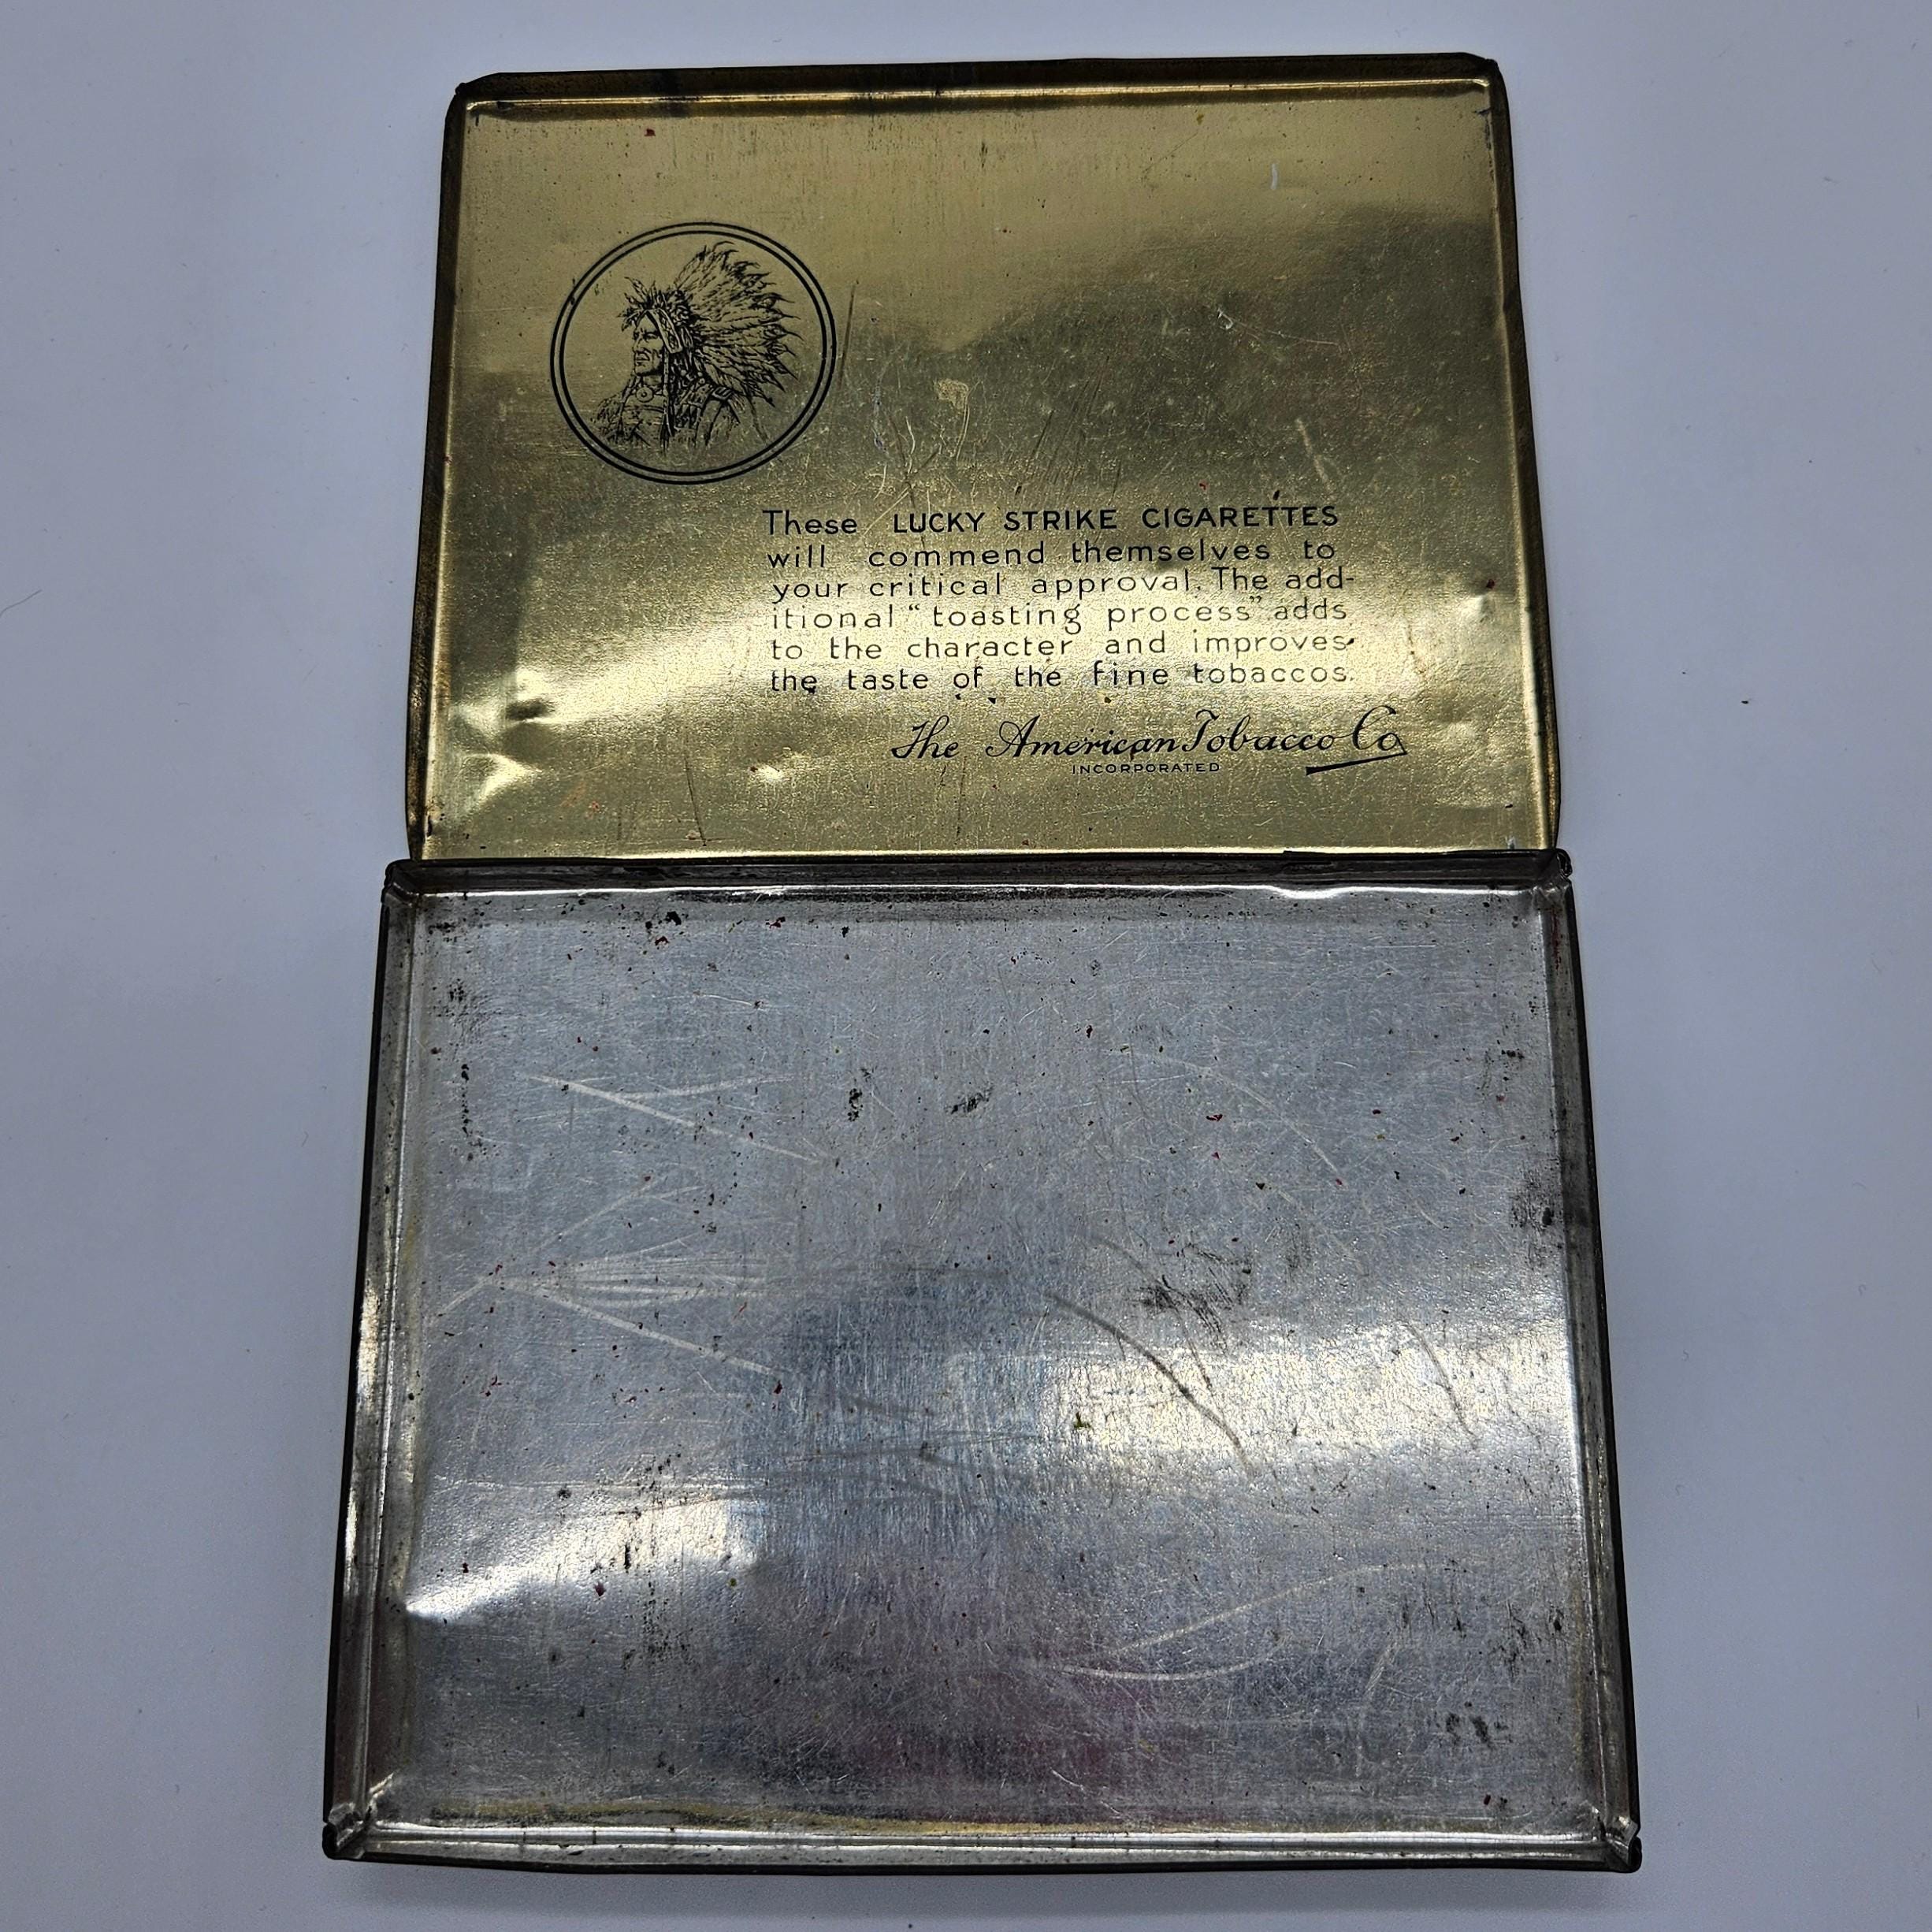 These LUCKY STRIKE CIGARETTES
will commend themselves to
your critical approval. The add-
itional "toasting process" adds
to the character and improves
the taste of the fine tobaccos.
The American Tobacco Co
INCORPORATED